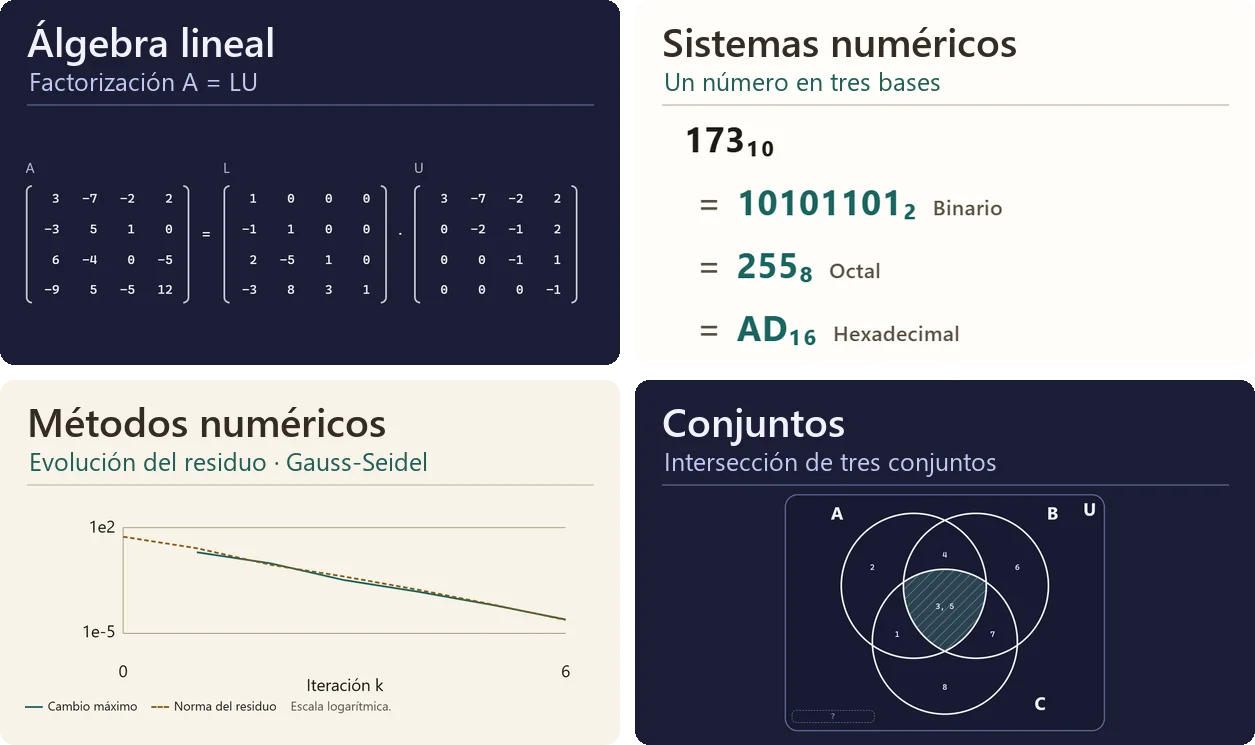 Álgebra lineal
Factorización A = LU
A L U
3 −7 −2 2 1 0 0 0 3 −7 −2 2
−3 5 1 0 −1 1 0 0 0 −2 −1 2
= ·
6 −4 0 −5 2 −5 1 0 0 0 −1 1
−9 5 −5 12 −3 8 3 1 0 0 0 −1
Sistemas numéricos
Un número en tres bases
173₁₀
= 10101101₂ Binario
= 255₈ Octal
= AD₁₆ Hexadecimal
Métodos numéricos
Evolución del residuo · Gauss-Seidel
1e2
1e-5
0 6
Iteración k
Cambio máximo Norma del residuo Escala logarítmica.
Conjuntos
Intersección de tres conjuntos
A B U
4
2 6
3, 5
1 7
8
C
?